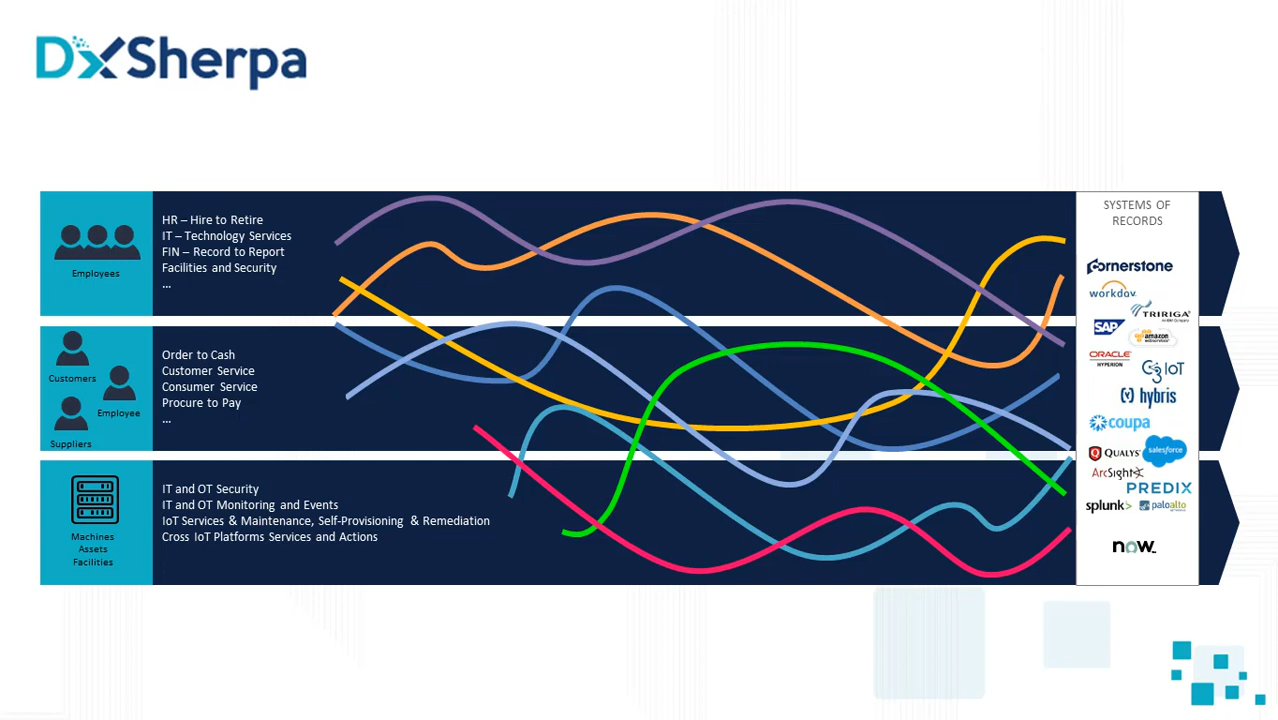 DxSherpa
Employees
HR – Hire to Retire
IT – Technology Services
FIN – Record to Report
Facilities and Security
...
Customers
Employee
Suppliers
Order to Cash
Customer Service
Consumer Service
Procure to Pay
...
Machines
Assets
Facilities
IT and OT Security
IT and OT Monitoring and Events
IoT Services & Maintenance, Self-Provisioning & Remediation
Cross IoT Platforms Services and Actions
SYSTEMS OF
RECORDS
cornerstone
workday.
TRIRIGA
SAP
amazon
webservices
ORACLE
HYPERION
C3 IoT
(y) hybris
coupa
QUALYS
salesforce
ArcSight
PREDIX
splunk>
paloalto
now